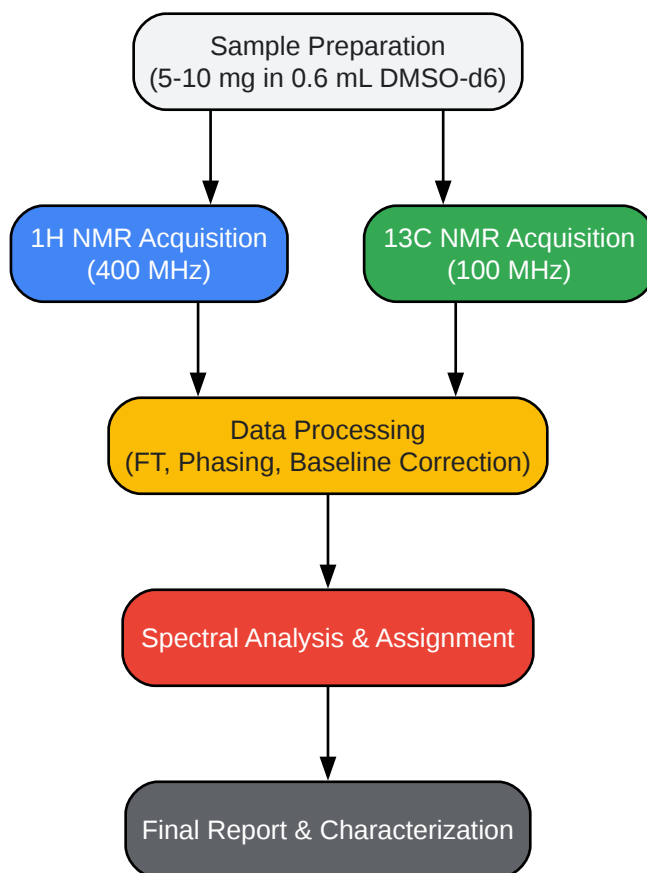 Sample Preparation
(5-10 mg in 0.6 mL DMSO-d6)
1H NMR Acquisition
(400 MHz)
13C NMR Acquisition
(100 MHz)
Data Processing
(FT, Phasing, Baseline Correction)
Spectral Analysis & Assignment
Final Report & Characterization